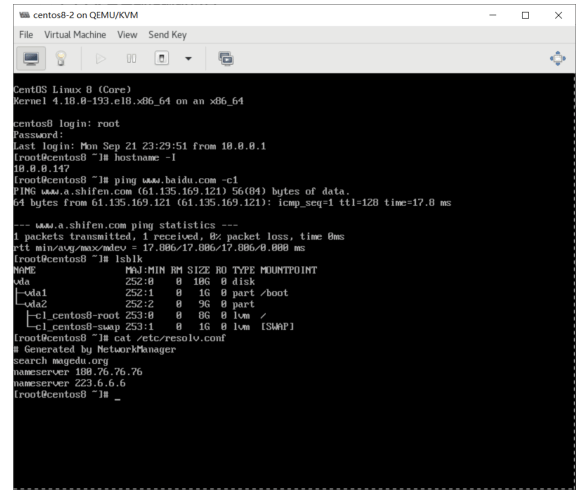 centos8-2 on QEMU/KVM
File Virtual Machine View Send Key
CentOS Linux 8 (Core)
Kernel 4.18.0-193.el8.x86_64 on an x86_64
centos8 login: root
Password:
Last login: Mon Sep 21 23:29:51 from 10.0.0.1
[root@centos8 ~]# hostname -I
10.0.0.147
[root@centos8 ~]# ping www.baidu.com -c1
PING www.a.shifen.com (61.135.169.121) 56(84) bytes of data.
64 bytes from 61.135.169.121 (61.135.169.121): icmp_seq=1 ttl=128 time=17.8 ms
--- www.a.shifen.com ping statistics ---
1 packets transmitted, 1 received, 0% packet loss, time 0ms
rtt min/avg/max/mdev = 17.806/17.806/17.806/0.000 ms
[root@centos8 ~]# lsblk
NAME MAJ:MIN RM SIZE RO TYPE MOUNTPOINT
vda 252:0 0 10G 0 disk
├─vda1 252:1 0 1G 0 part /boot
└─vda2 252:2 0 9G 0 part
├─cl_centos8-root 253:0 0 8G 0 lvm /
└─cl_centos8-swap 253:1 0 1G 0 lvm [SWAP]
[root@centos8 ~]# cat /etc/resolv.conf
# Generated by NetworkManager
search magedu.org
nameserver 180.76.76.76
nameserver 223.6.6.6
[root@centos8 ~]# _